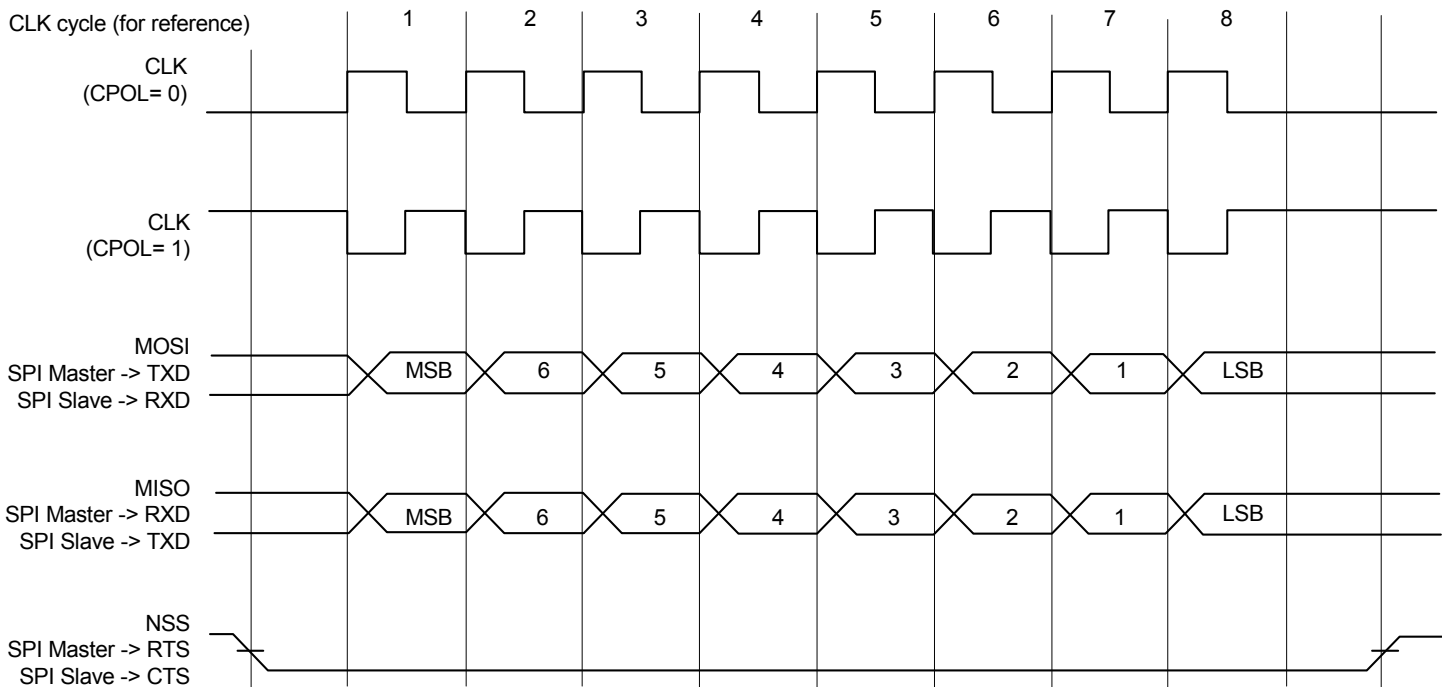 CLK cycle (for reference) 1 2 3 4 5 6 7 8
CLK
(CPOL= 0)
CLK
(CPOL= 1)
MOSI
SPI Master -> TXD
SPI Slave -> RXD
MSB 6 5 4 3 2 1 LSB
MISO
SPI Master -> RXD
SPI Slave -> TXD
MSB 6 5 4 3 2 1 LSB
NSS
SPI Master -> RTS
SPI Slave -> CTS